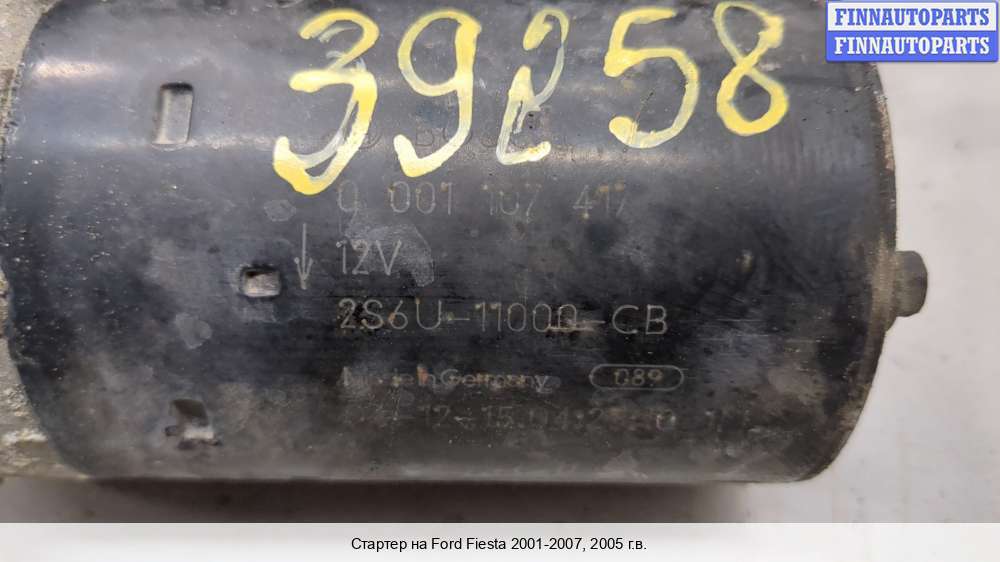 FINNAUTOPARTS
FINNAUTOPARTS
39258
0 001 107 417
12V
2S6U-11000-CB
Made in Germany 089
Стартер на Ford Fiesta 2001-2007, 2005 г.в.